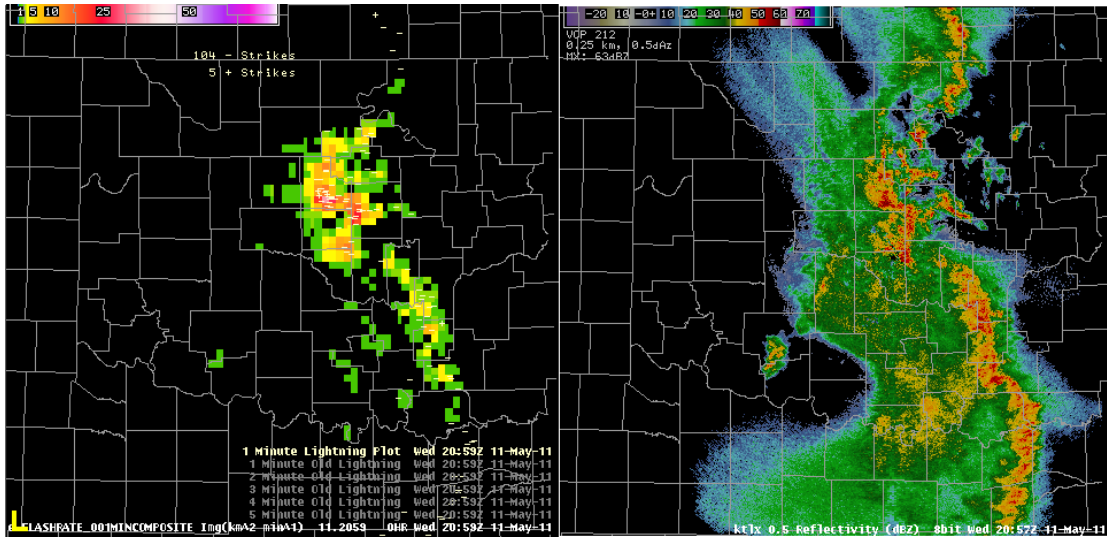 1 5 10 25 50
104 - Strikes
5 + Strikes
1 Minute Lightning Plot Wed 20:59Z 11-May-11
1 Minute Old Lightning Wed 20:59Z 11-May-11
2 Minute Old Lightning Wed 20:59Z 11-May-11
3 Minute Old Lightning Wed 20:59Z 11-May-11
4 Minute Old Lightning Wed 20:59Z 11-May-11
5 Minute Old Lightning Wed 20:59Z 11-May-11
FLASHRATE_001MINCOMPOSITE Img(km^2 min^1) 11.2059 0HR Wed 20:59Z 11-May-11
-20 10 -0+ 10 20 30 40 50 60 70
VCP 212
0.25 km, 0.5dAz
MX: 63dBZ
ktlx 0.5 Reflectivity (dBZ) 8bit Wed 20:57Z 11-May-11